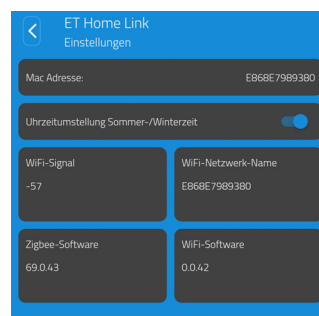 ET Home Link
Einstellungen
Mac Adresse: E868E7989380
Uhrzeitumstellung Sommer-/Winterzeit
WiFi-Signal
-57
WiFi-Netzwerk-Name
E868E7989380
Zigbee-Software
69.0.43
WiFi-Software
0.0.42